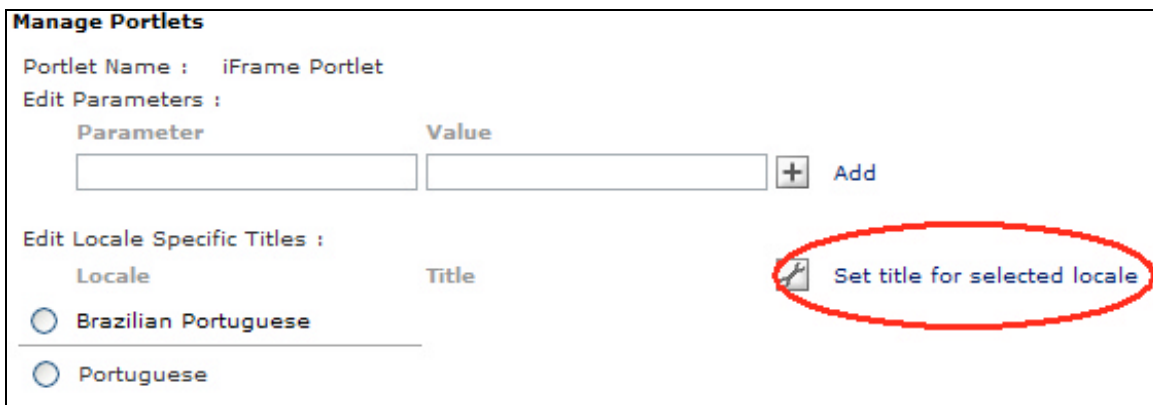 Manage Portlets
Portlet Name : iFrame Portlet
Edit Parameters :
Parameter Value
Add
Edit Locale Specific Titles :
Locale Title Set title for selected locale
Brazilian Portuguese
Portuguese